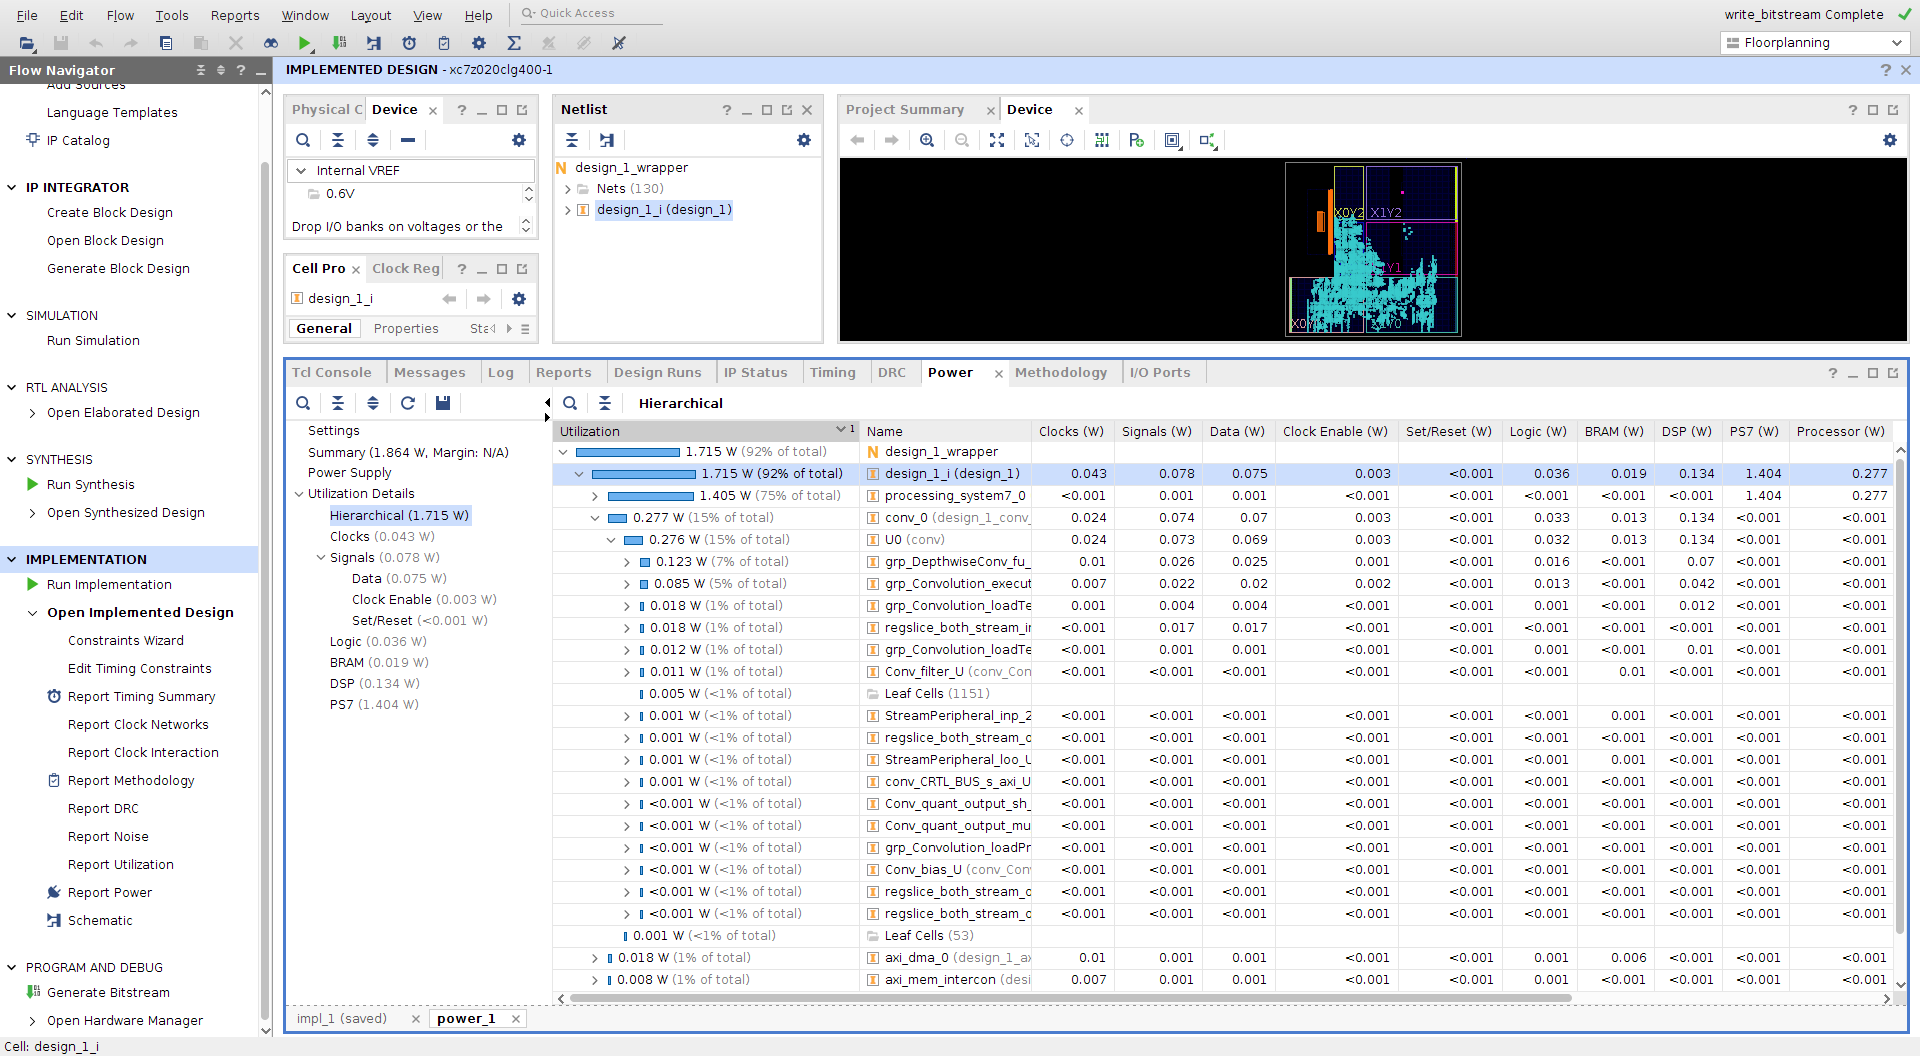 File Edit Flow Tools Reports Window Layout View Help Quick Access write_bitstream Complete
Floorplanning
Flow Navigator
IMPLEMENTED DESIGN - xc7z020clg400-1
Add Sources
Language Templates
IP Catalog
IP INTEGRATOR
Create Block Design
Open Block Design
Generate Block Design
SIMULATION
Run Simulation
RTL ANALYSIS
Open Elaborated Design
SYNTHESIS
Run Synthesis
Open Synthesized Design
IMPLEMENTATION
Run Implementation
Open Implemented Design
Constraints Wizard
Edit Timing Constraints
Report Timing Summary
Report Clock Networks
Report Clock Interaction
Report Methodology
Report DRC
Report Noise
Report Utilization
Report Power
Schematic
PROGRAM AND DEBUG
Generate Bitstream
Open Hardware Manager
Physical C Device
Internal VREF
0.6V
Drop I/O banks on voltages or the
Cell Pro Clock Reg
design_1_i
General Properties Sta
Netlist
design_1_wrapper
Nets (130)
design_1_i (design_1)
Project Summary Device
X0Y2 X1Y2
Y1
X0Y X1Y0
Tcl Console Messages Log Reports Design Runs IP Status Timing DRC Power Methodology I/O Ports
Settings
Summary (1.864 W, Margin: N/A)
Power Supply
Utilization Details
Hierarchical (1.715 W)
Clocks (0.043 W)
Signals (0.078 W)
Data (0.075 W)
Clock Enable (0.003 W)
Set/Reset (<0.001 W)
Logic (0.036 W)
BRAM (0.019 W)
DSP (0.134 W)
PS7 (1.404 W)
Hierarchical
Utilization 1 Name Clocks (W) Signals (W) Data (W) Clock Enable (W) Set/Reset (W) Logic (W) BRAM (W) DSP (W) PS7 (W) Processor (W)
1.715 W (92% of total) design_1_wrapper
1.715 W (92% of total) design_1_i (design_1) 0.043 0.078 0.075 0.003 <0.001 0.036 0.019 0.134 1.404 0.277
1.405 W (75% of total) processing_system7_0 <0.001 0.001 0.001 <0.001 <0.001 <0.001 <0.001 <0.001 1.404 0.277
0.277 W (15% of total) conv_0 (design_1_conv_ 0.024 0.074 0.07 0.003 <0.001 0.033 0.013 0.134 <0.001 <0.001
0.276 W (15% of total) U0 (conv) 0.024 0.073 0.069 0.003 <0.001 0.032 0.013 0.134 <0.001 <0.001
0.123 W (7% of total) grp_DepthwiseConv_fu_ 0.01 0.026 0.025 0.001 <0.001 0.016 <0.001 0.07 <0.001 <0.001
0.085 W (5% of total) grp_Convolution_execut 0.007 0.022 0.02 0.002 <0.001 0.013 <0.001 0.042 <0.001 <0.001
0.018 W (1% of total) grp_Convolution_loadTe 0.001 0.004 0.004 <0.001 <0.001 0.001 <0.001 0.012 <0.001 <0.001
0.018 W (1% of total) regslice_both_stream_ir <0.001 0.017 0.017 <0.001 <0.001 <0.001 <0.001 <0.001 <0.001 <0.001
0.012 W (1% of total) grp_Convolution_loadTe <0.001 0.001 0.001 <0.001 <0.001 0.001 <0.001 0.01 <0.001 <0.001
0.011 W (1% of total) Conv_filter_U (conv_Con <0.001 <0.001 <0.001 <0.001 <0.001 <0.001 0.01 <0.001 <0.001 <0.001
0.005 W (<1% of total) Leaf Cells (1151)
0.001 W (<1% of total) StreamPeripheral_inp_2 <0.001 <0.001 <0.001 <0.001 <0.001 <0.001 0.001 <0.001 <0.001 <0.001
0.001 W (<1% of total) regslice_both_stream_o <0.001 <0.001 <0.001 <0.001 <0.001 <0.001 <0.001 <0.001 <0.001 <0.001
0.001 W (<1% of total) StreamPeripheral_loo_U <0.001 <0.001 <0.001 <0.001 <0.001 <0.001 0.001 <0.001 <0.001 <0.001
0.001 W (<1% of total) conv_CRTL_BUS_s_axi_U <0.001 <0.001 <0.001 <0.001 <0.001 <0.001 <0.001 <0.001 <0.001 <0.001
<0.001 W (<1% of total) Conv_quant_output_sh_ <0.001 <0.001 <0.001 <0.001 <0.001 <0.001 <0.001 <0.001 <0.001 <0.001
<0.001 W (<1% of total) Conv_quant_output_mu <0.001 <0.001 <0.001 <0.001 <0.001 <0.001 <0.001 <0.001 <0.001 <0.001
<0.001 W (<1% of total) grp_Convolution_loadPr <0.001 <0.001 <0.001 <0.001 <0.001 <0.001 <0.001 <0.001 <0.001 <0.001
<0.001 W (<1% of total) Conv_bias_U (conv_Con <0.001 <0.001 <0.001 <0.001 <0.001 <0.001 <0.001 <0.001 <0.001 <0.001
<0.001 W (<1% of total) regslice_both_stream_o <0.001 <0.001 <0.001 <0.001 <0.001 <0.001 <0.001 <0.001 <0.001 <0.001
<0.001 W (<1% of total) regslice_both_stream_o <0.001 <0.001 <0.001 <0.001 <0.001 <0.001 <0.001 <0.001 <0.001 <0.001
0.001 W (<1% of total) Leaf Cells (53)
0.018 W (1% of total) axi_dma_0 (design_1_ax 0.01 0.001 0.001 <0.001 <0.001 0.001 0.006 <0.001 <0.001 <0.001
0.008 W (1% of total) axi_mem_intercon (desi 0.007 0.001 0.001 <0.001 <0.001 0.001 <0.001 <0.001 <0.001 <0.001
impl_1 (saved) power_1
Cell: design_1_i